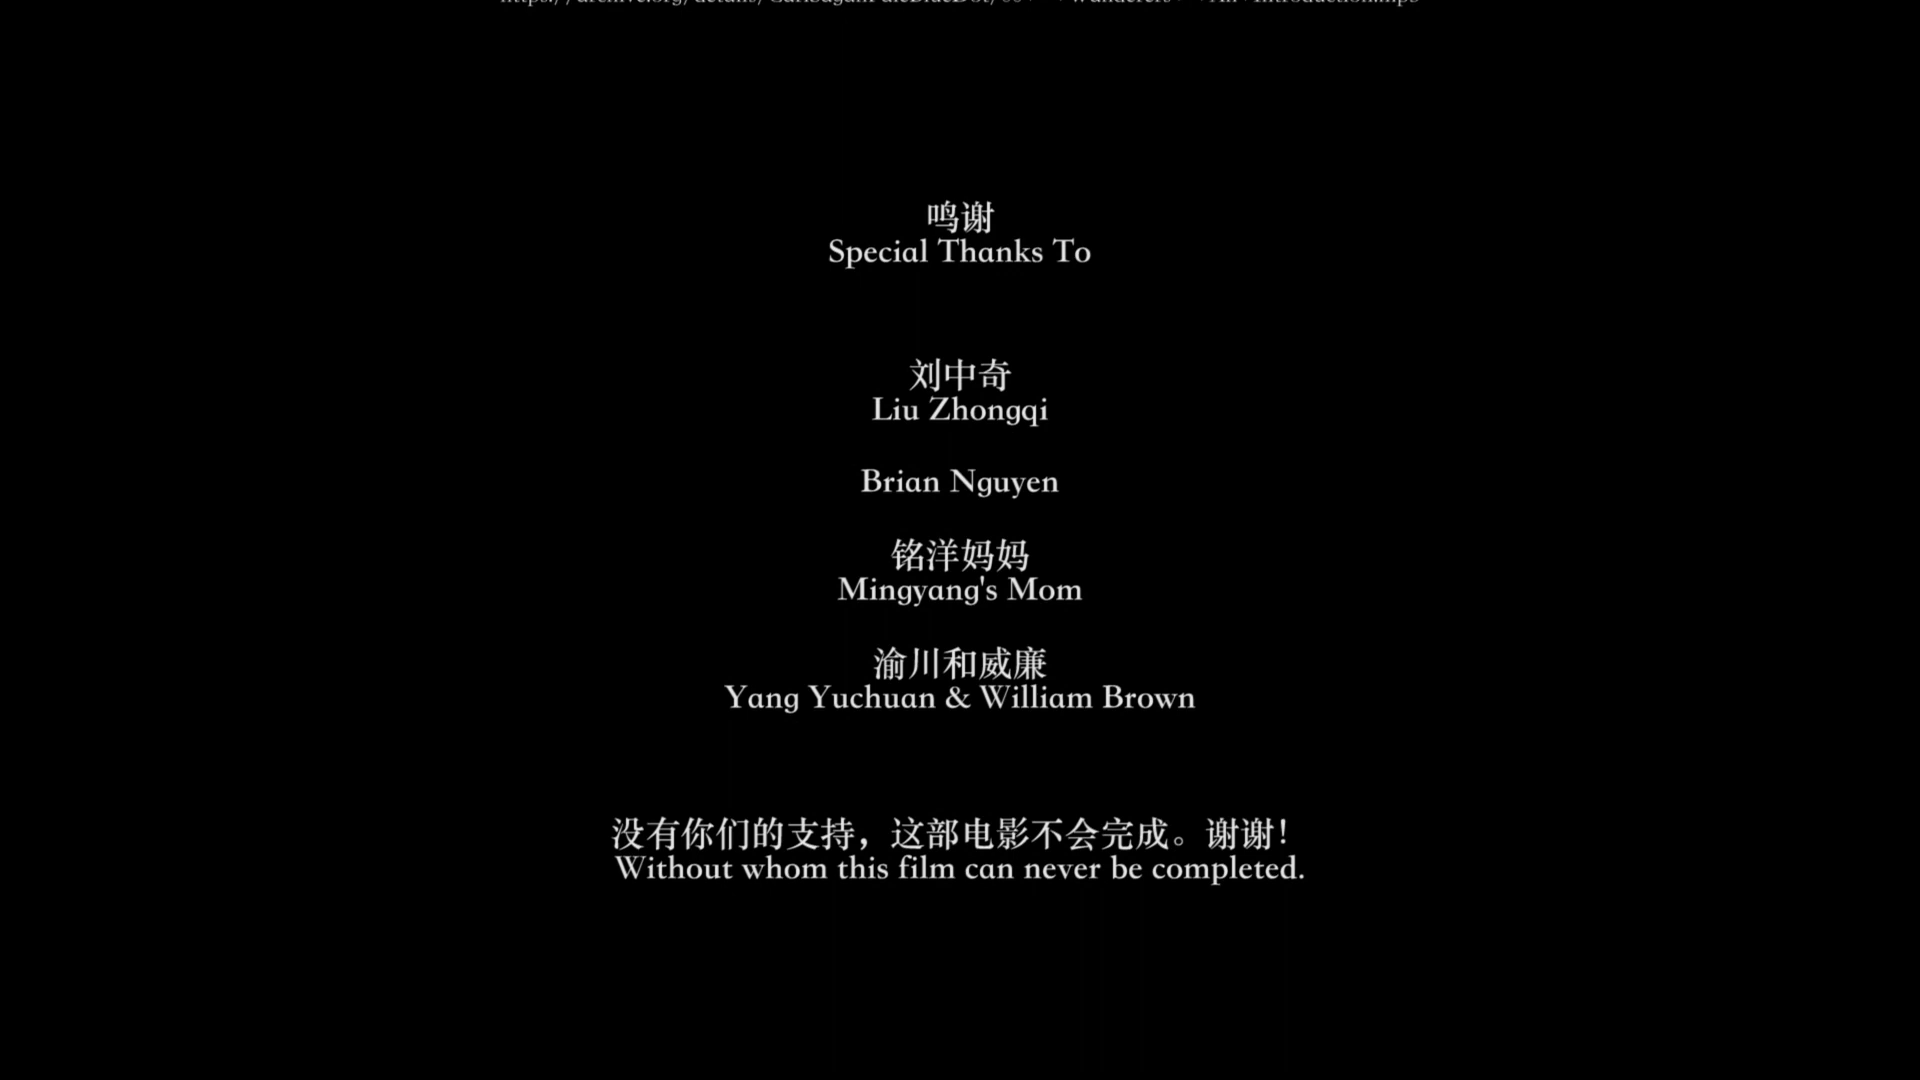 鸣谢
Special Thanks To
刘中奇
Liu Zhongqi
Brian Nguyen
铭洋妈妈
Mingyang's Mom
渝川和威廉
Yang Yuchuan & William Brown
没有你们的支持，这部电影不会完成。谢谢！
Without whom this film can never be completed.